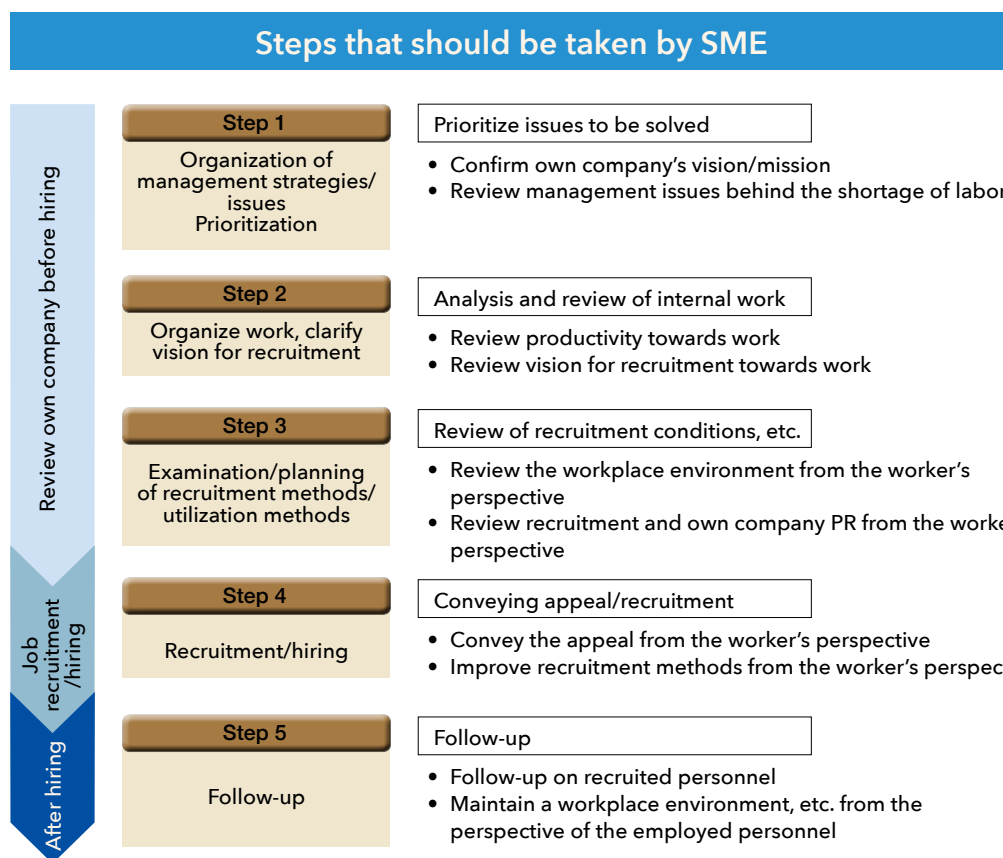 Steps that should be taken by SME
Review own company before hiring
Step 1
Organization of
management strategies/
issues
Prioritization
Prioritize issues to be solved
• Confirm own company’s vision/mission
• Review management issues behind the shortage of labor
Step 2
Organize work, clarify
vision for recruitment
Analysis and review of internal work
• Review productivity towards work
• Review vision for recruitment towards work
Step 3
Examination/planning
of recruitment methods/
utilization methods
Review of recruitment conditions, etc.
• Review the workplace environment from the worker’s
perspective
• Review recruitment and own company PR from the
perspective
Job
recruitment
/hiring
Step 4
Recruitment/hiring
Conveying appeal/recruitment
• Convey the appeal from the worker’s perspective
• Improve recruitment methods from the worker’s
After hiring
Step 5
Follow-up
Follow-up
• Follow-up on recruited personnel
• Maintain a workplace environment, etc. from the
perspective of the employed personnel